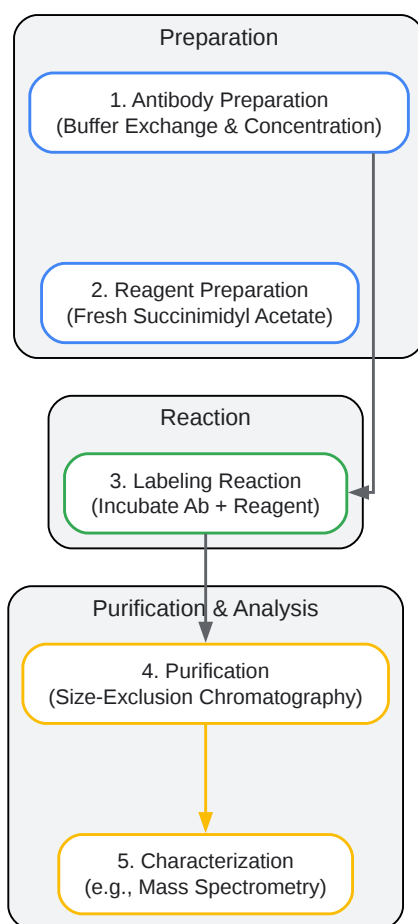 Preparation
1. Antibody Preparation
(Buffer Exchange & Concentration)
2. Reagent Preparation
(Fresh Succinimidyl Acetate)
Reaction
3. Labeling Reaction
(Incubate Ab + Reagent)
Purification & Analysis
4. Purification
(Size-Exclusion Chromatography)
5. Characterization
(e.g., Mass Spectrometry)